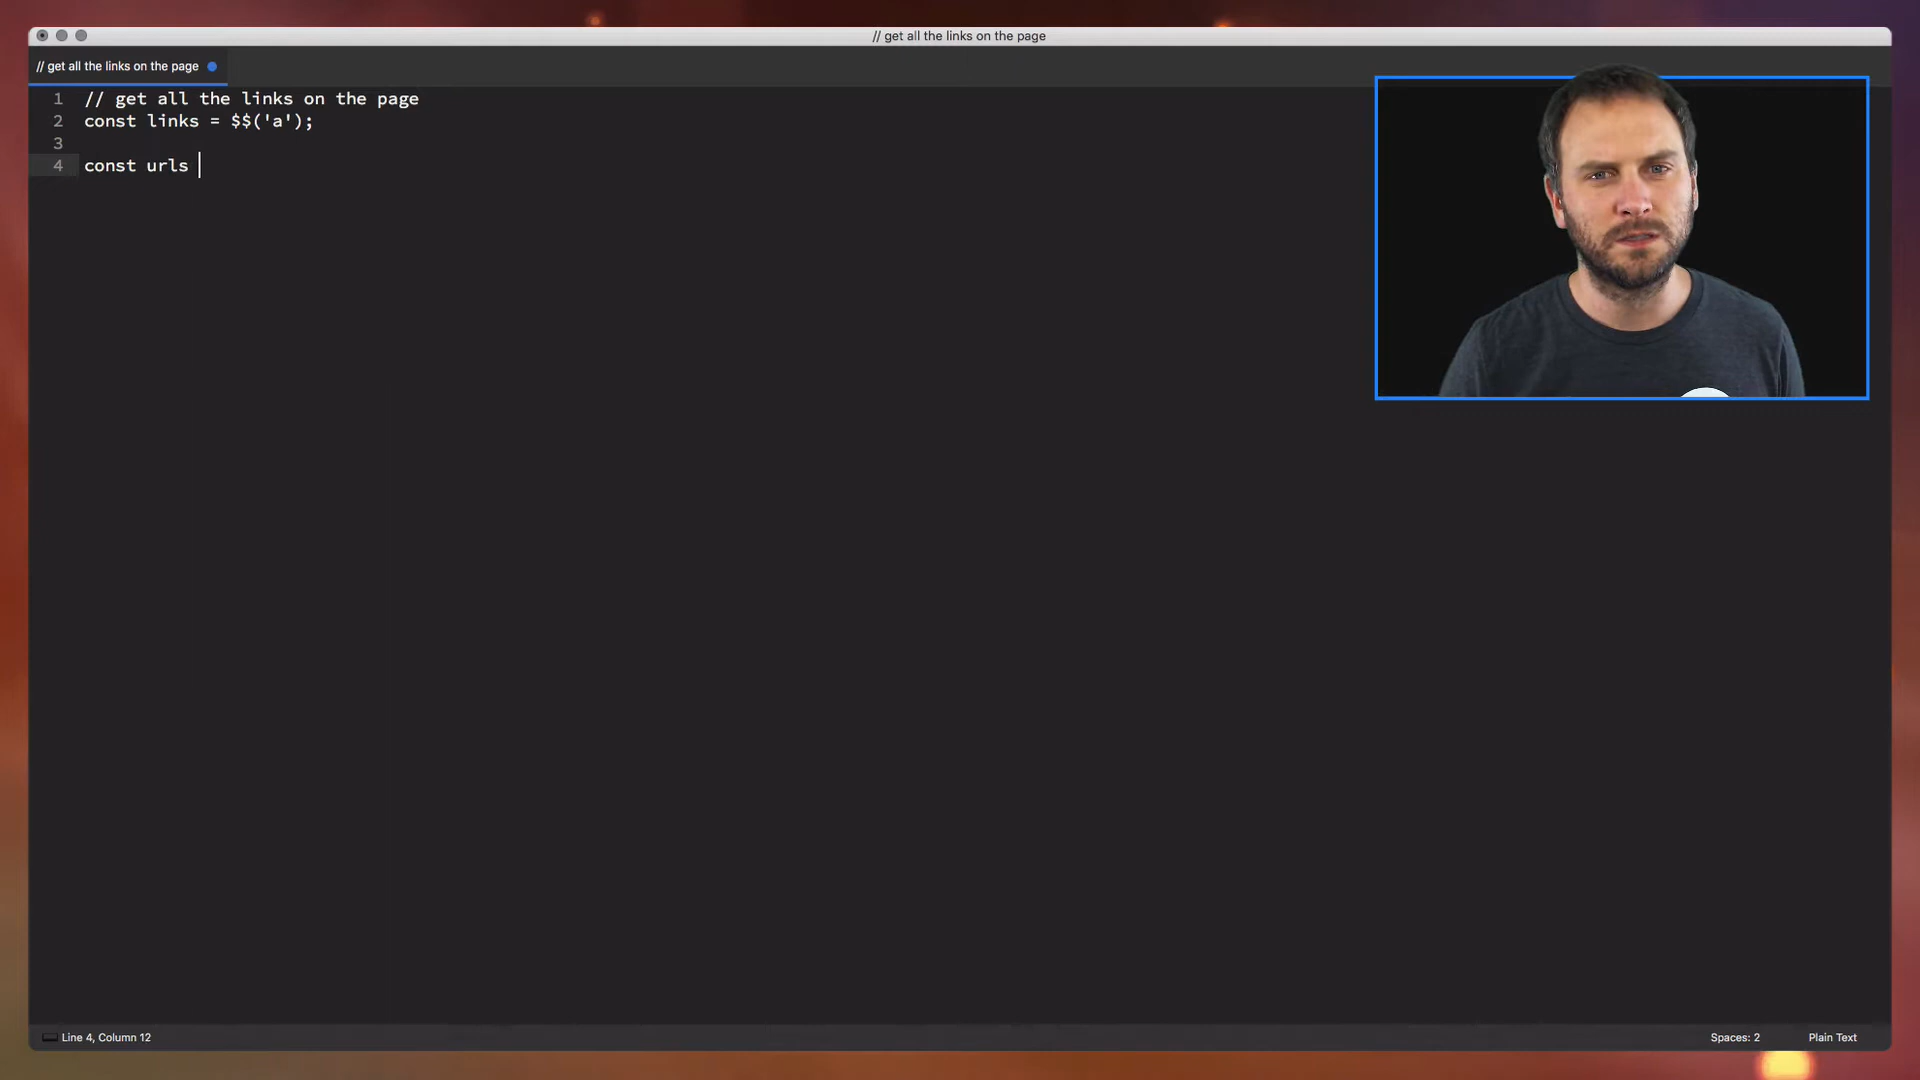 // get all the links on the page
// get all the links on the page
1 // get all the links on the page
2 const links = $$('a');
3
4 const urls
Line 4, Column 12
Spaces: 2
Plain Text